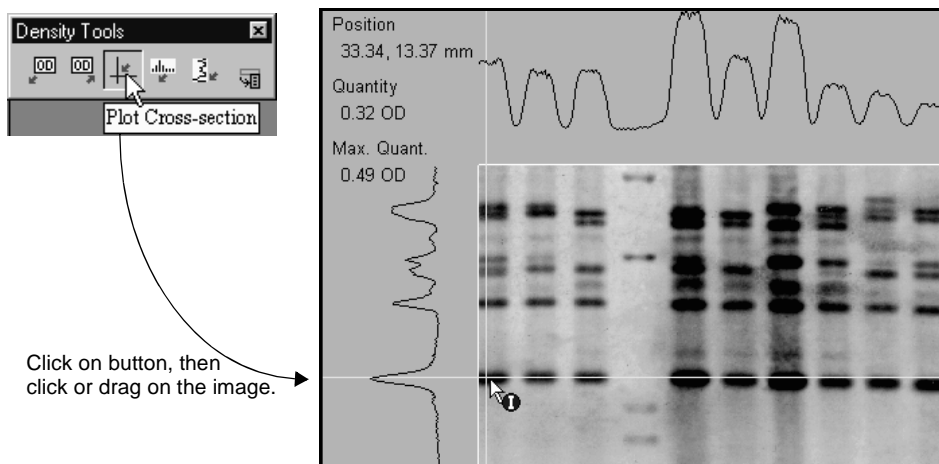 Density Tools
OD OD
Plot Cross-section
Click on button, then
click or drag on the image.
Position
33.34, 13.37 mm
Quantity
0.32 OD
Max. Quant.
0.49 OD
I